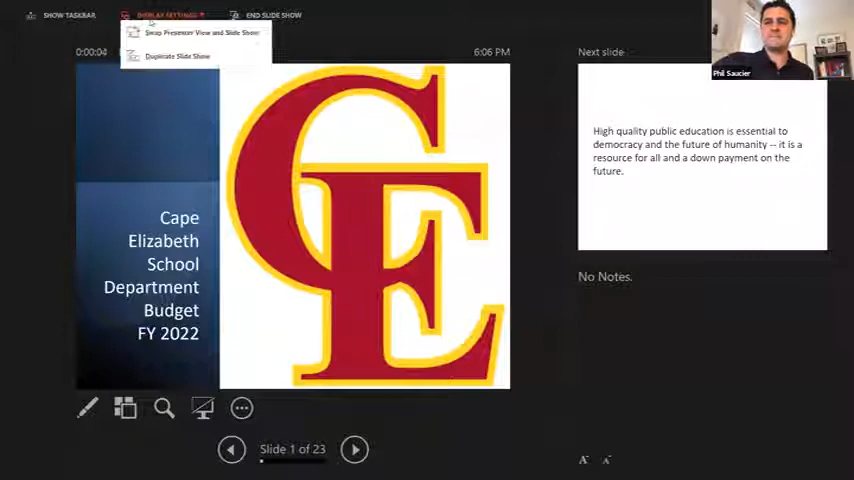 SHOW TASKBAR
DISPLAY SETTINGS
END SLIDE SHOW
Swap Presenter View and Slide Show
Duplicate Slide Show
0:00:04
6:06 PM
Next slide
Phil Saucier
CE
Cape
Elizabeth
School
Department
Budget
FY 2022
High quality public education is essential to
democracy and the future of humanity -- it is a
resource for all and a down payment on the
future.
No Notes.
Slide 1 of 23
A A